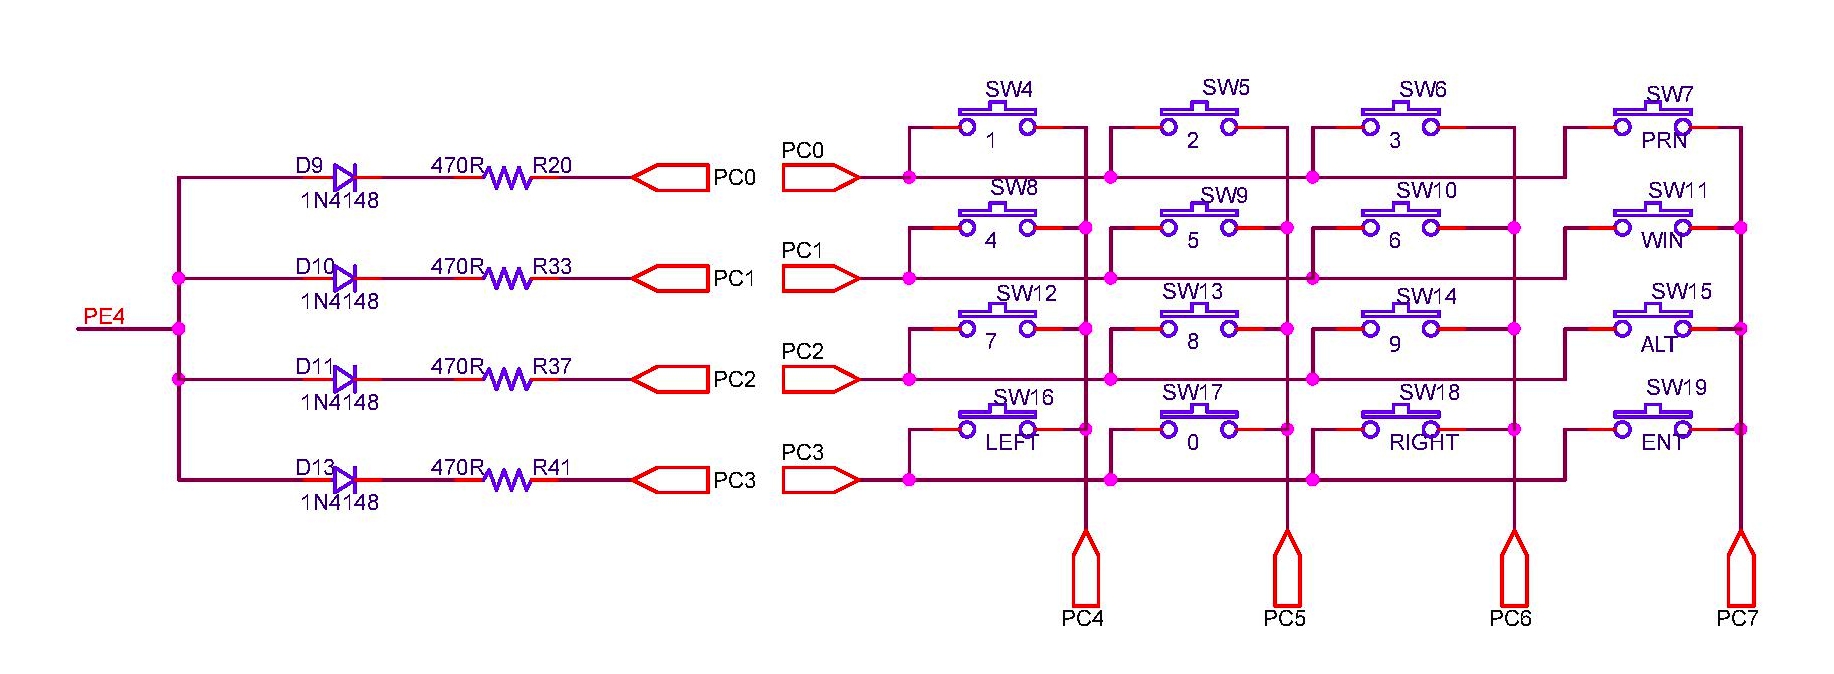 SW4 SW5 SW6 SW7
1 2 3 PRN
PC0
D9 470R R20 PC0
1N4148
SW8 SW9 SW10 SW11
4 5 6 WIN
PC1
D10 470R R33 PC1
1N4148
SW12 SW13 SW14 SW15
PE4
7 8 9 ALT
PC2
D11 470R R37 PC2
1N4148
SW16 SW17 SW18 SW19
LEFT 0 RIGHT ENT
PC3
D13 470R R41 PC3
1N4148
PC4 PC5 PC6 PC7